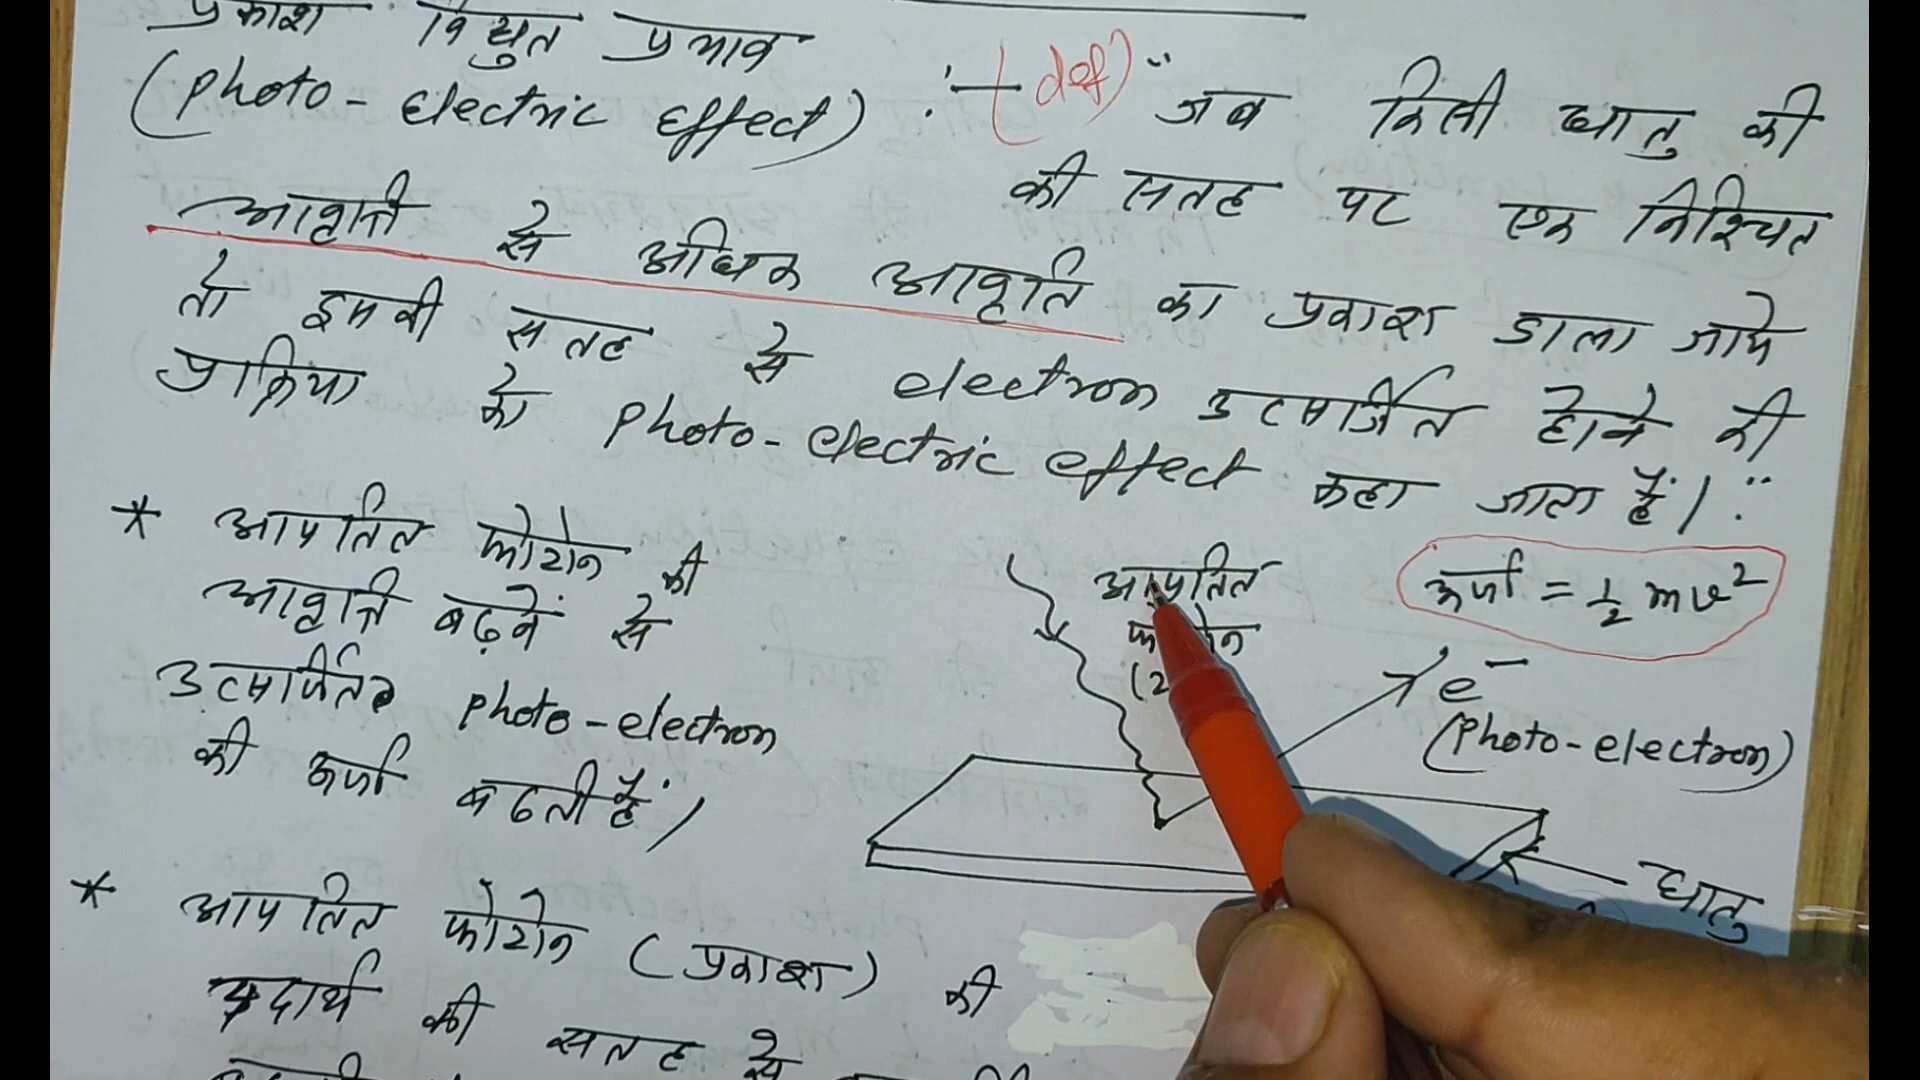 प्रकाश विद्युत प्रभाव
(Photo-electric effect) :- (def) "जब किसी धातु की
की सतह पर एक निश्चित
आवृत्ति से अधिक आवृति का प्रकाश डाला जाये
तो इसकी सतह से electron उत्सर्जित होने की
प्रक्रिया को photo-electric effect कहा जाता है।"
* आपतित फोटोन की
आवृत्ति बढ़ने से
उत्सर्जित photo-electron
की ऊर्जा बढती है।
आपतित
ऊर्जा = 1/2 mv²
e⁻
(Photo-electron)
धातु
* आपतित फोटोन (प्रकाश) की
पदार्थ की सतह से